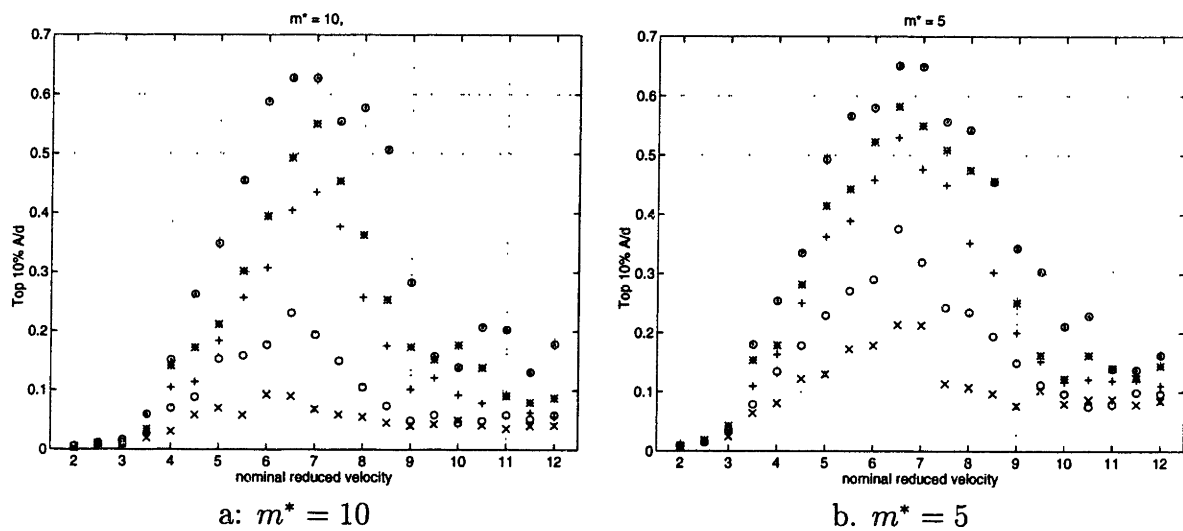 m* = 10,
0.7
0.6
0.5
0.4
0.3
0.2
0.1
0
Top 10% A/d
2 3 4 5 6 7 8 9 10 11 12
nominal reduced velocity
a: m* = 10
m* = 5
0.7
0.6
0.5
0.4
0.3
0.2
0.1
0
Top 10% A/d
2 3 4 5 6 7 8 9 10 11 12
nominal reduced velocity
b. m* = 5